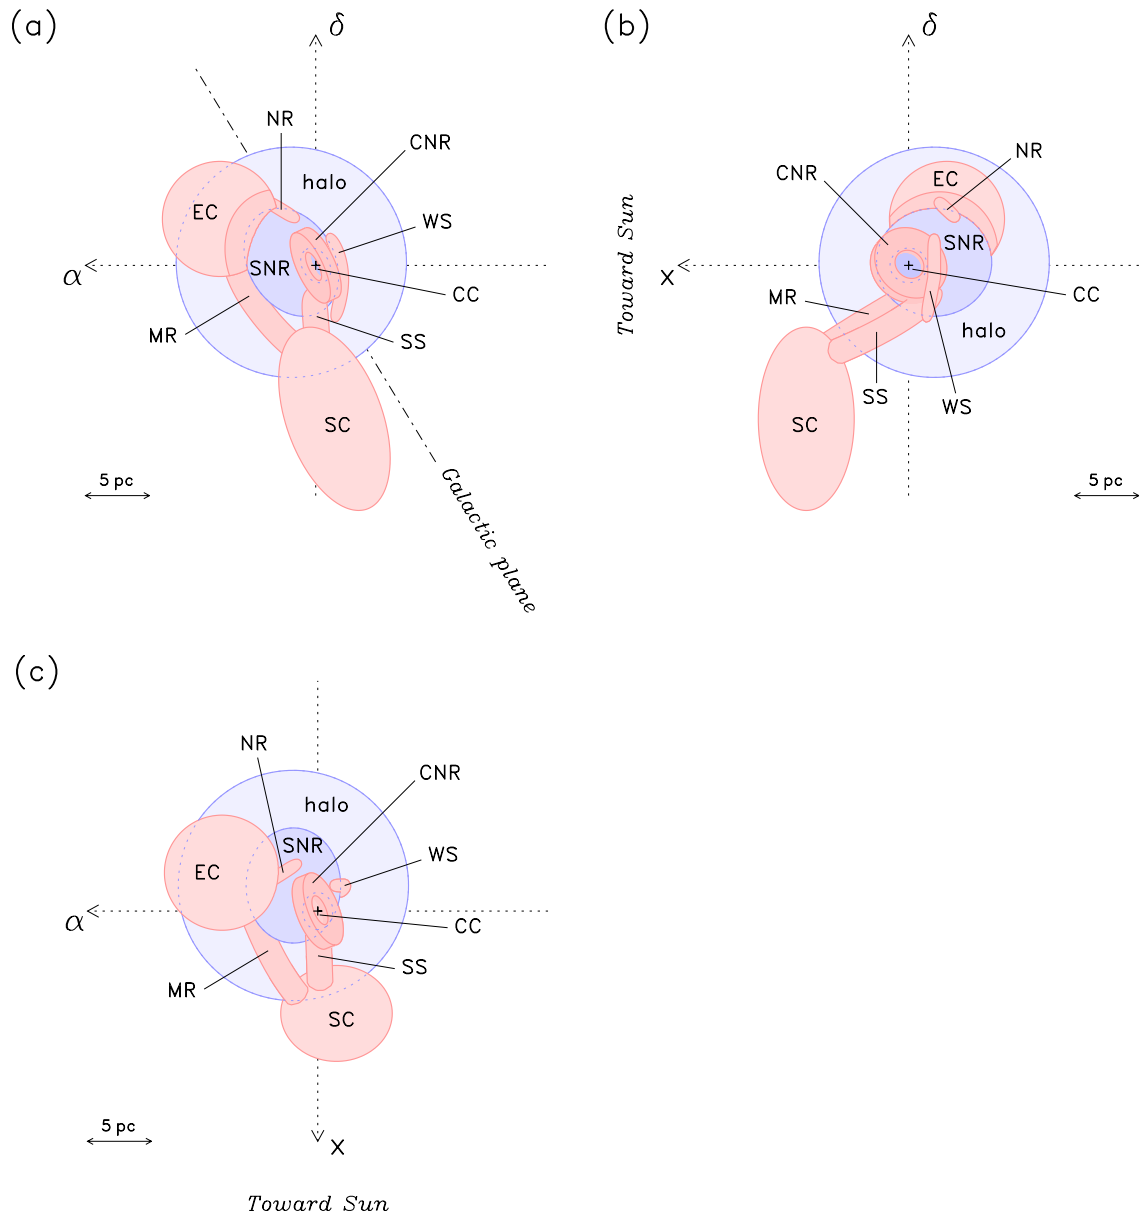 (a)
δ
NR
CNR
halo
EC
WS
SNR
α
CC
MR
SS
SC
5 pc
Galactic plane
(b)
δ
NR
CNR
EC
Toward Sun
SNR
x
MR
CC
halo
SS
WS
SC
5 pc
(c)
NR
CNR
halo
SNR
WS
EC
α
CC
SS
MR
SC
5 pc
x
Toward Sun